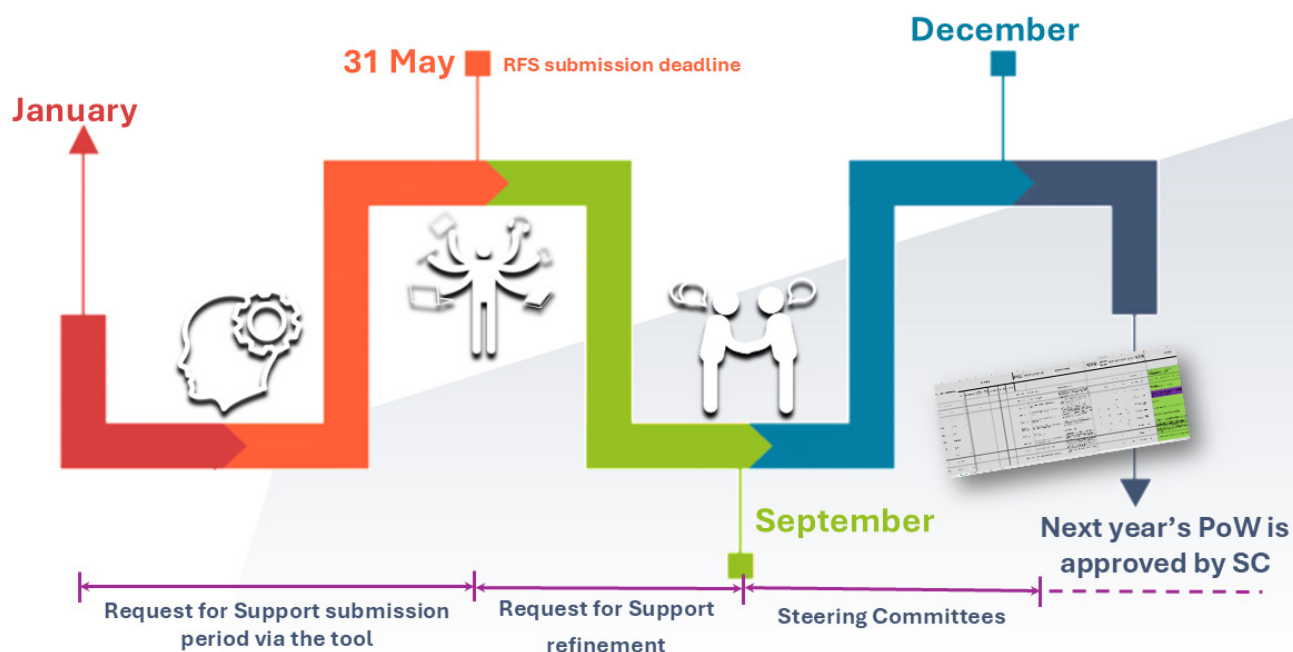 December
31 May
RFS submission deadline
January
September
Next year's PoW is
approved by SC
Request for Support submission
period via the tool
Request for Support
refinement
Steering Committees